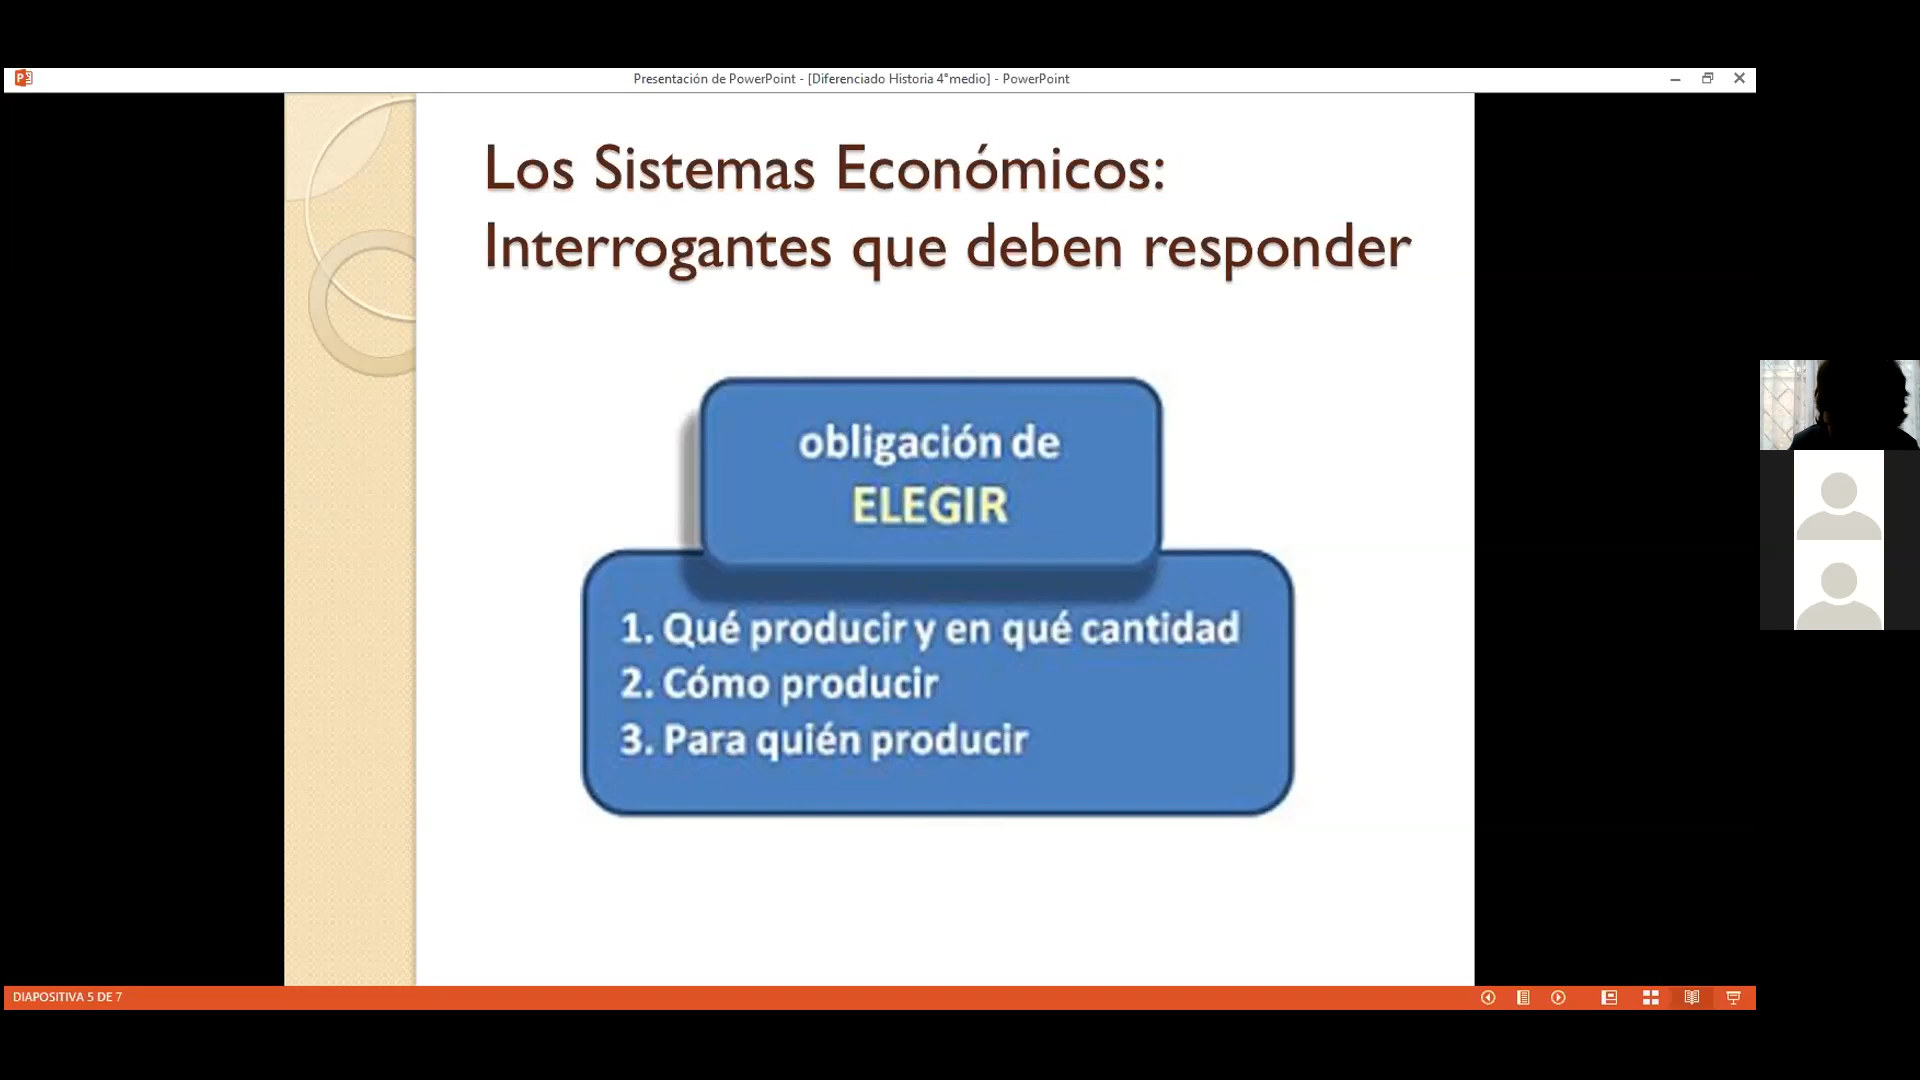 Presentación de PowerPoint - [Diferenciado Historia 4°medio] - PowerPoint
Los Sistemas Económicos:
Interrogantes que deben responder
obligación de
ELEGIR
1. Qué producir y en qué cantidad
2. Cómo producir
3. Para quién producir
DIAPOSITIVA 5 DE 7